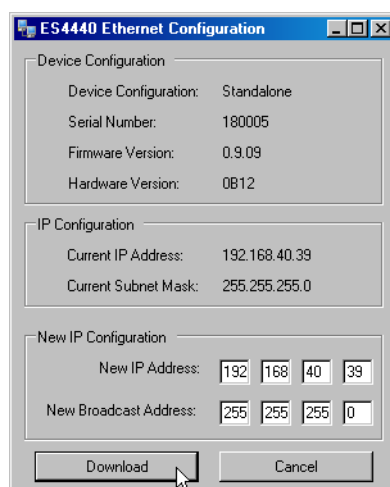 ES4440 Ethernet Configuration
Device Configuration
Device Configuration: Standalone
Serial Number: 180005
Firmware Version: 0.9.09
Hardware Version: 0B12
IP Configuration
Current IP Address: 192.168.40.39
Current Subnet Mask: 255.255.255.0
New IP Configuration
New IP Address: 192 168 40 39
New Broadcast Address: 255 255 255 0
Download Cancel